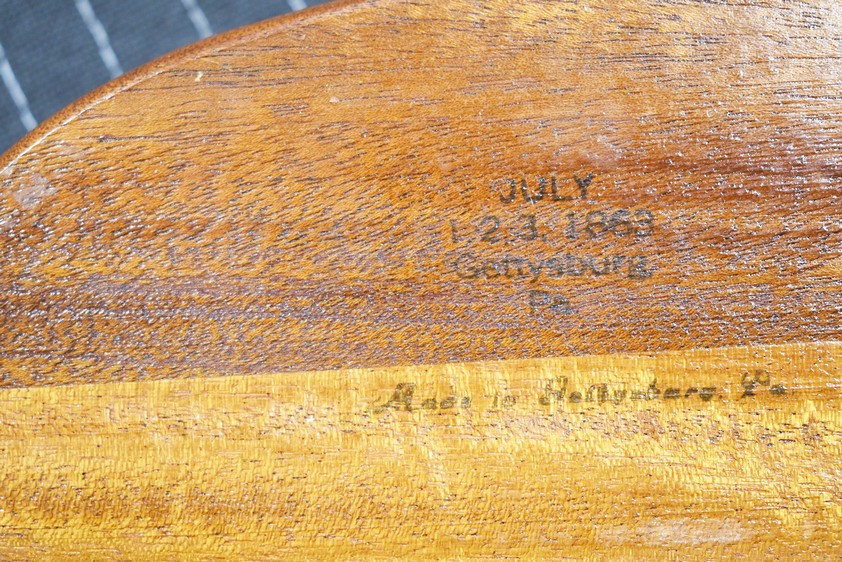 JULY
1. 2. 3. 1863
Gettysburg,
Pa.
Made in Gettysburg, Pa